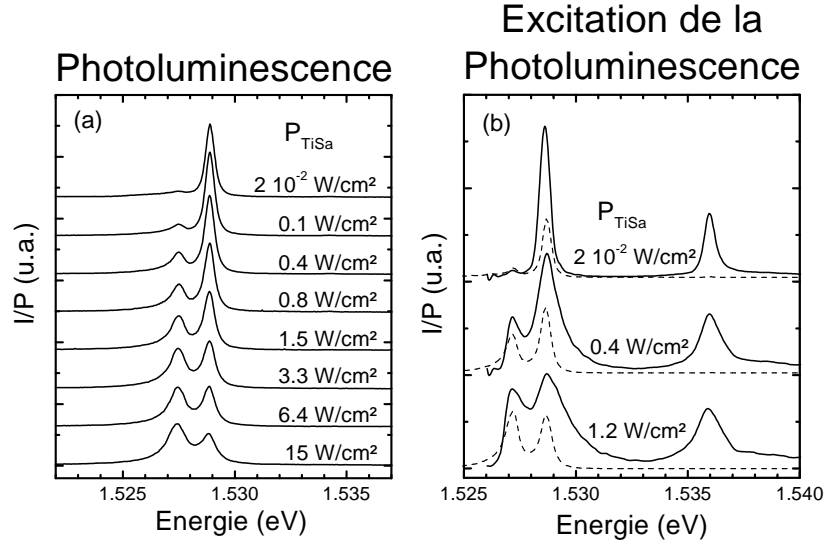 Photoluminescence
(a)
P_TiSa
2 10⁻² W/cm²
0.1 W/cm²
0.4 W/cm²
0.8 W/cm²
1.5 W/cm²
3.3 W/cm²
6.4 W/cm²
15 W/cm²
I/P (u.a.)
1.525 1.530 1.535
Energie (eV)
Excitation de la
Photoluminescence
(b)
P_TiSa
2 10⁻² W/cm²
0.4 W/cm²
1.2 W/cm²
I/P (u.a.)
1.525 1.530 1.535 1.540
Energie (eV)